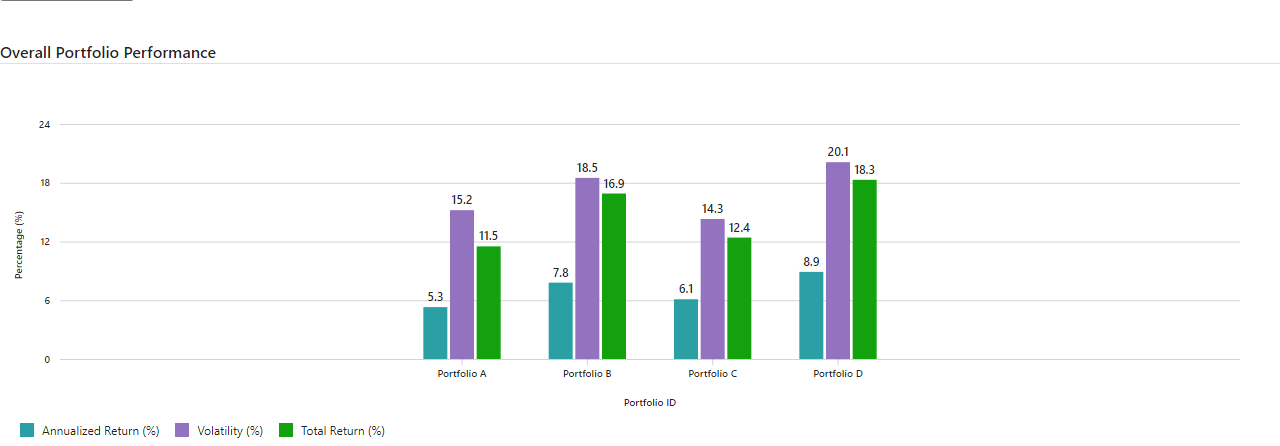 Overall Portfolio Performance
24
18
12
6
0
Percentage (%)
5.3
15.2
11.5
7.8
18.5
16.9
6.1
14.3
12.4
8.9
20.1
18.3
Portfolio A
Portfolio B
Portfolio C
Portfolio D
Portfolio ID
Annualized Return (%)
Volatility (%)
Total Return (%)